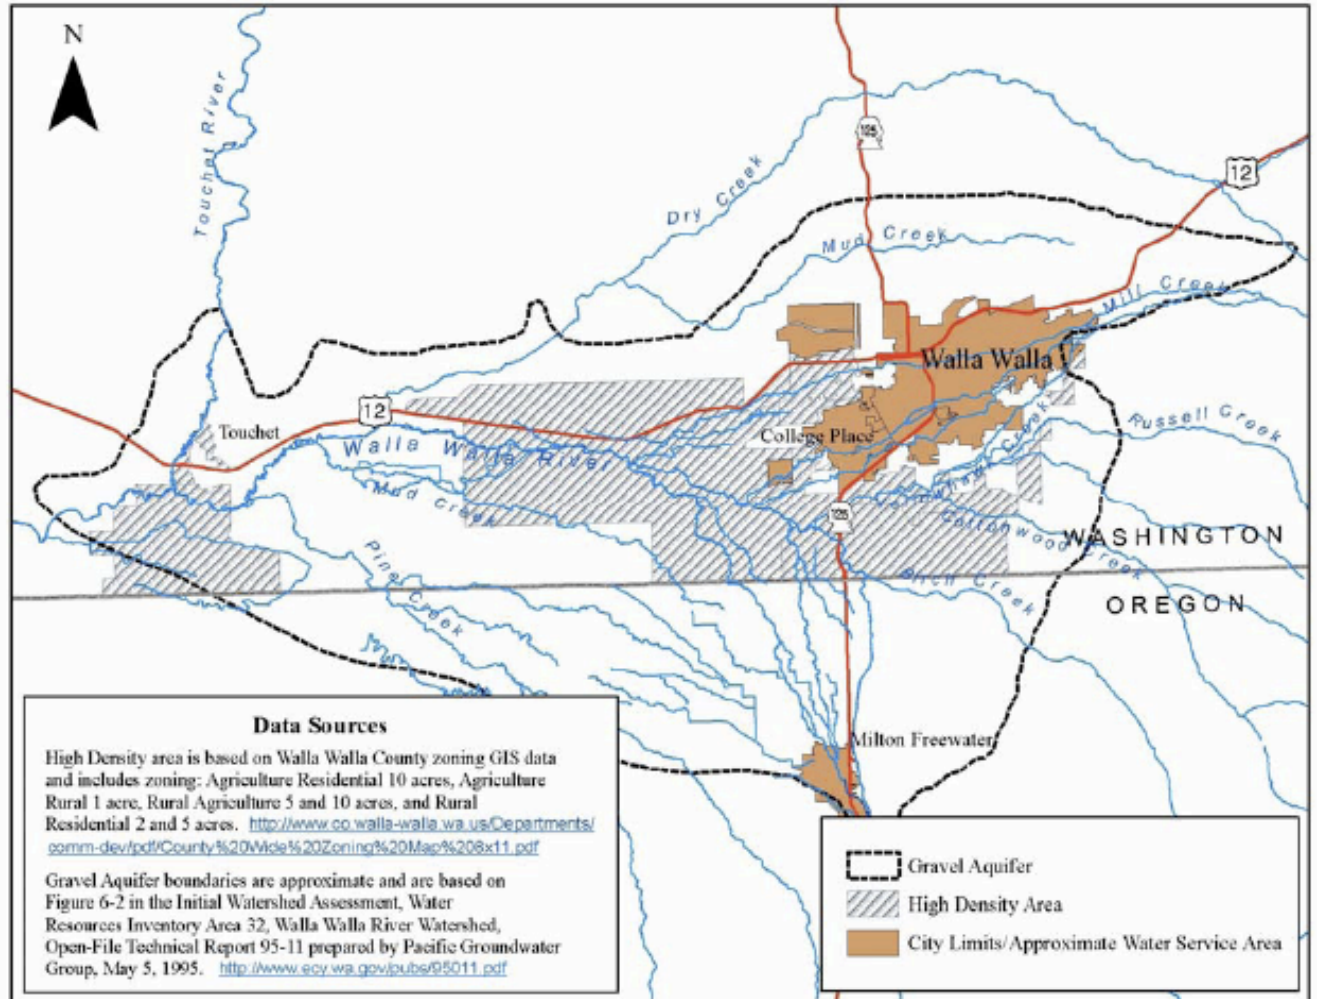 N
Touchet River
125
12
Dry Creek
Mud Creek
Mill Creek
Walla Walla
12
Russell Creek
Touchet
College Place
Walla Walla River
Mud Creek
125
Cottonwood Creek
WASHINGTON
Pine Creek
Birch Creek
OREGON
Milton Freewater
Data Sources
High Density area is based on Walla Walla County zoning GIS data
and includes zoning: Agriculture Residential 10 acres, Agriculture
Rural 1 acre, Rural Agriculture 5 and 10 acres, and Rural
Residential 2 and 5 acres. http://www.co.walla-walla.wa.us/Departments/
comm-dev/pdf/County%20Wide%20Zoning%20Map%208x11.pdf
Gravel Aquifer boundaries are approximate and are based on
Figure 6-2 in the Initial Watershed Assessment, Water
Resources Inventory Area 32, Walla Walla River Watershed,
Open-File Technical Report 95-11 prepared by Pacific Groundwater
Group, May 5, 1995. http://www.ecy.wa.gov/pubs/95011.pdf
Gravel Aquifer
High Density Area
City Limits/Approximate Water Service Area